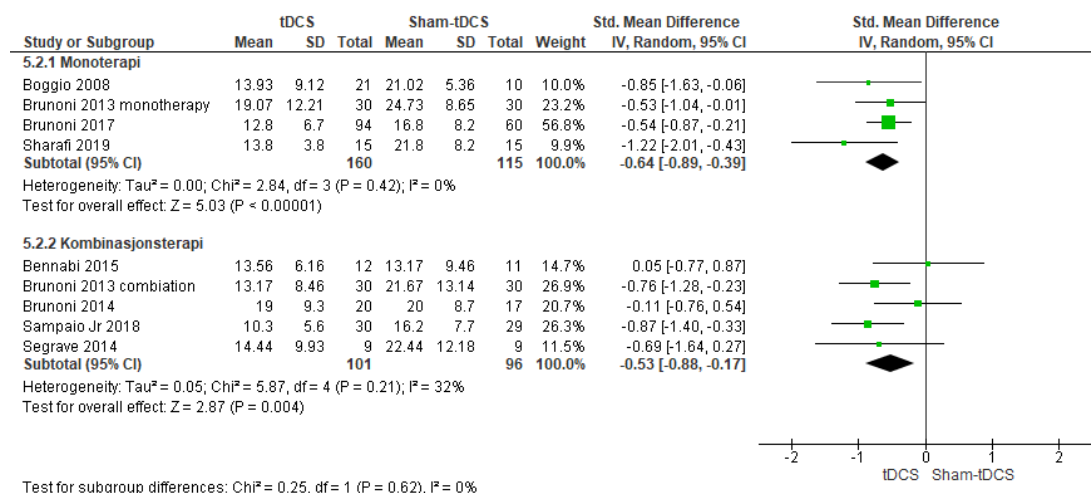 tDCS Sham-tDCS Std. Mean Difference Std. Mean Difference
Study or Subgroup Mean SD Total Mean SD Total Weight IV, Random, 95% CI IV, Random, 95% CI
5.2.1 Monoterapi
Boggio 2008 13.93 9.12 21 21.02 5.36 10 10.0% -0.85 [-1.63, -0.06]
Brunoni 2013 monotherapy 19.07 12.21 30 24.73 8.65 30 23.2% -0.53 [-1.04, -0.01]
Brunoni 2017 12.8 6.7 94 16.8 8.2 60 56.8% -0.54 [-0.87, -0.21]
Sharafi 2019 13.8 3.8 15 21.8 8.2 15 9.9% -1.22 [-2.01, -0.43]
Subtotal (95% CI) 160 115 100.0% -0.64 [-0.89, -0.39]
Heterogeneity: Tau² = 0.00; Chi² = 2.84, df = 3 (P = 0.42); I² = 0%
Test for overall effect: Z = 5.03 (P < 0.00001)
5.2.2 Kombinasjonsterapi
Bennabi 2015 13.56 6.16 12 13.17 9.46 11 14.7% 0.05 [-0.77, 0.87]
Brunoni 2013 combiation 13.17 8.46 30 21.67 13.14 30 26.9% -0.76 [-1.28, -0.23]
Brunoni 2014 19 9.3 20 20 8.7 17 20.7% -0.11 [-0.76, 0.54]
Sampaio Jr 2018 10.3 5.6 30 16.2 7.7 29 26.3% -0.87 [-1.40, -0.33]
Segrave 2014 14.44 9.93 9 22.44 12.18 9 11.5% -0.69 [-1.64, 0.27]
Subtotal (95% CI) 101 96 100.0% -0.53 [-0.88, -0.17]
Heterogeneity: Tau² = 0.05; Chi² = 5.87, df = 4 (P = 0.21); I² = 32%
Test for overall effect: Z = 2.87 (P = 0.004)
-2 -1 0 1 2
tDCS Sham-tDCS
Test for subgroup differences: Chi² = 0.25, df = 1 (P = 0.62), I² = 0%